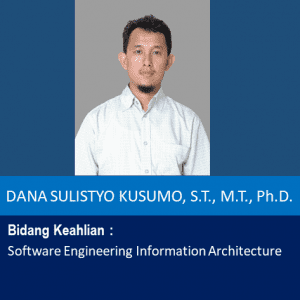 DANA SULISTYO KUSUMO, S.T., M.T., Ph.D.
Bidang Keahlian :
Software Engineering Information Architecture